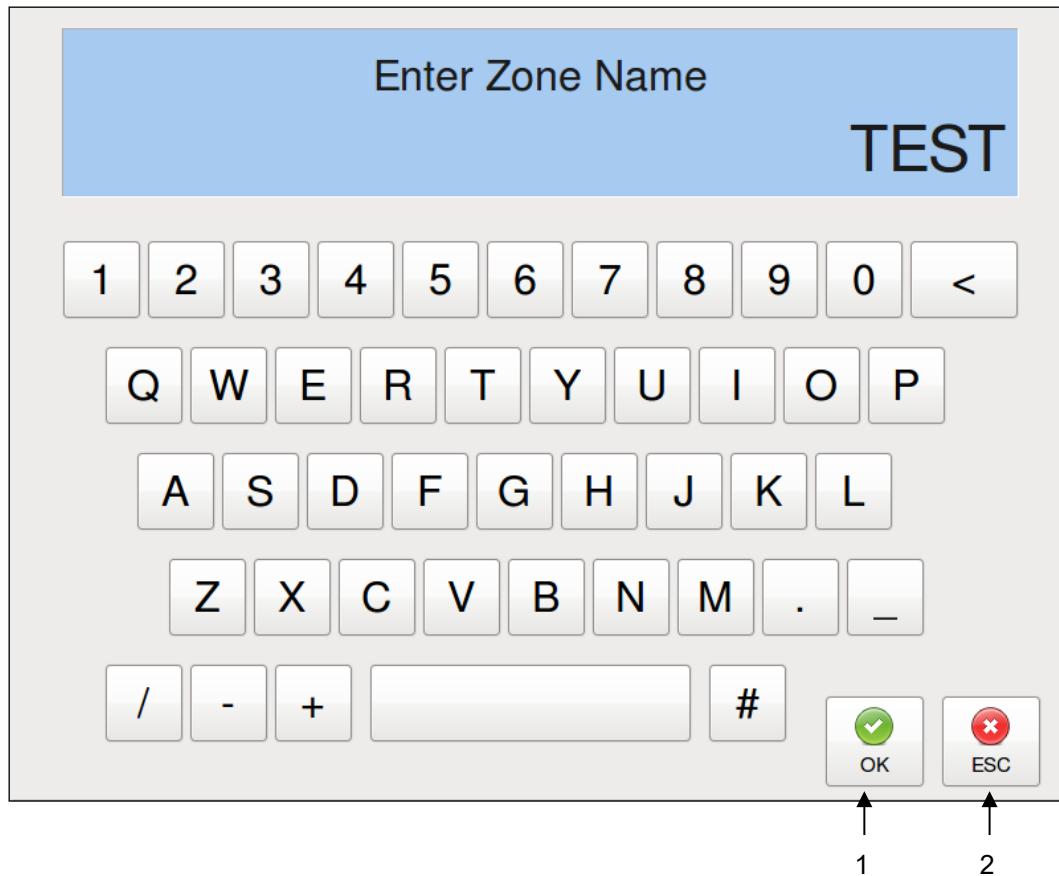 Enter Zone Name
TEST
1 2 3 4 5 6 7 8 9 0 <
Q W E R T Y U I O P
A S D F G H J K L
Z X C V B N M . _
/ - + #
OK ESC
1 2